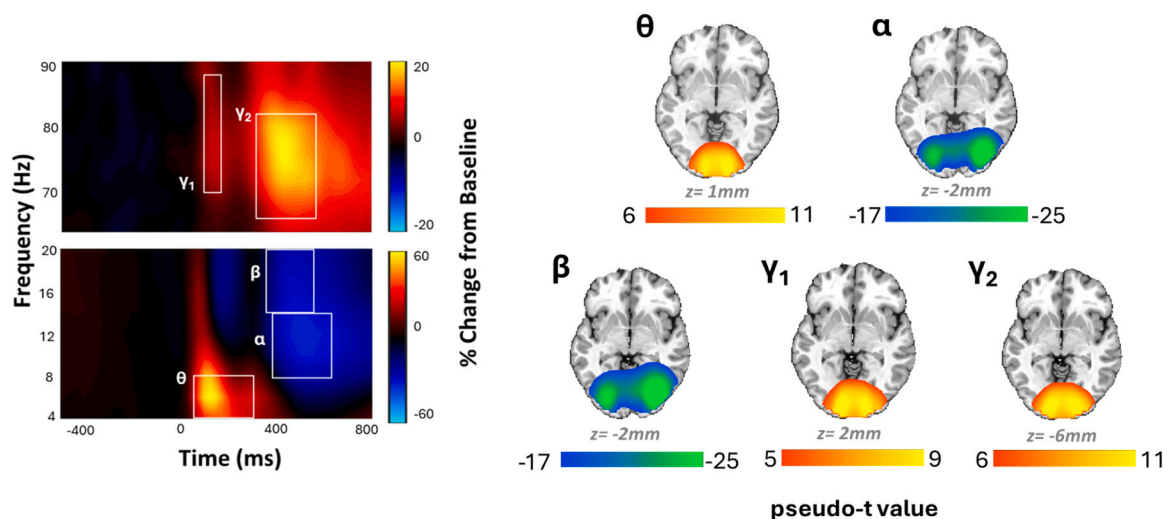 90
80
70
Frequency (Hz)
20
16
12
8
4
-400
0
400
800
Time (ms)
γ₁
γ₂
β
α
θ
20
0
-20
60
0
-60
% Change from Baseline
θ
z= 1mm
6 11
α
z= -2mm
-17 -25
β
z= -2mm
-17 -25
γ₁
z= 2mm
5 9
γ₂
z= -6mm
6 11
pseudo-t value